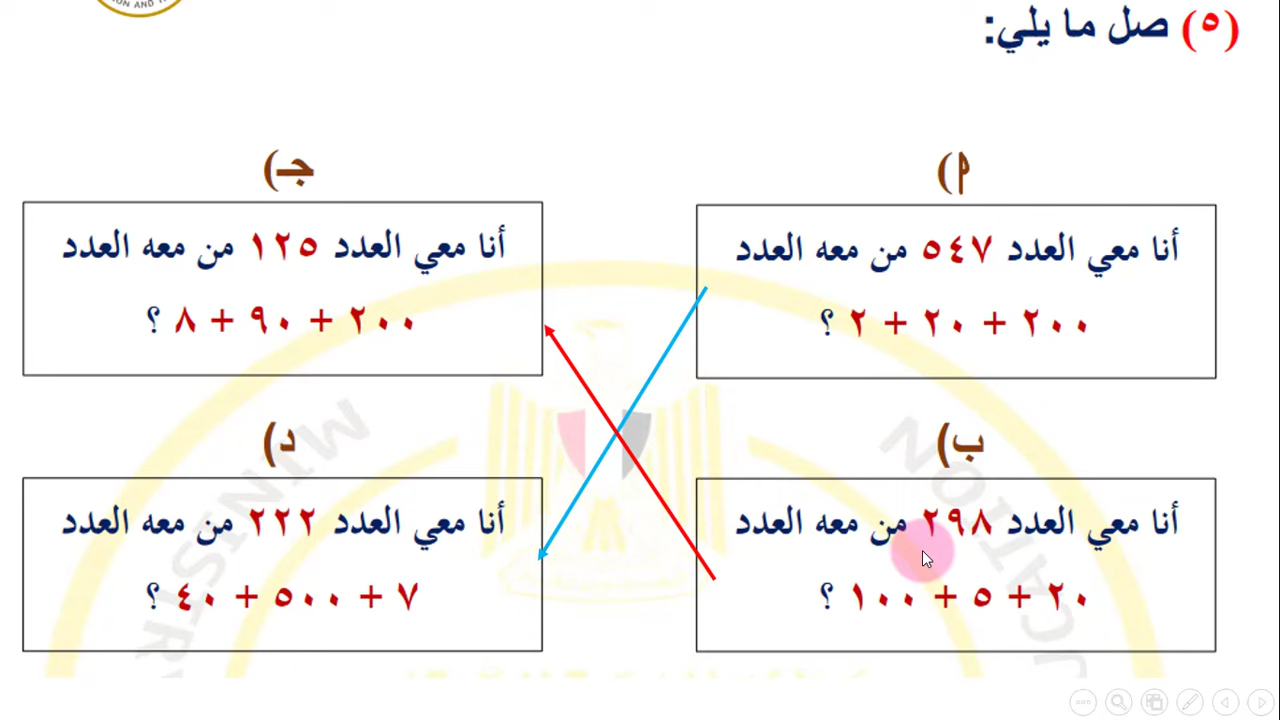 (٥) صل ما يلي:
أ)
أنا معي العدد ٥٤٧ من معه العدد
٢٠٠ + ٢٠ + ٢ ؟
جـ)
أنا معي العدد ١٢٥ من معه العدد
٢٠٠ + ٩٠ + ٨ ؟
ب)
أنا معي العدد ٢٩٨ من معه العدد
٢٠ + ٥ + ١٠٠ ؟
د)
أنا معي العدد ٢٢٢ من معه العدد
٧ + ٥٠٠ + ٤٠ ؟